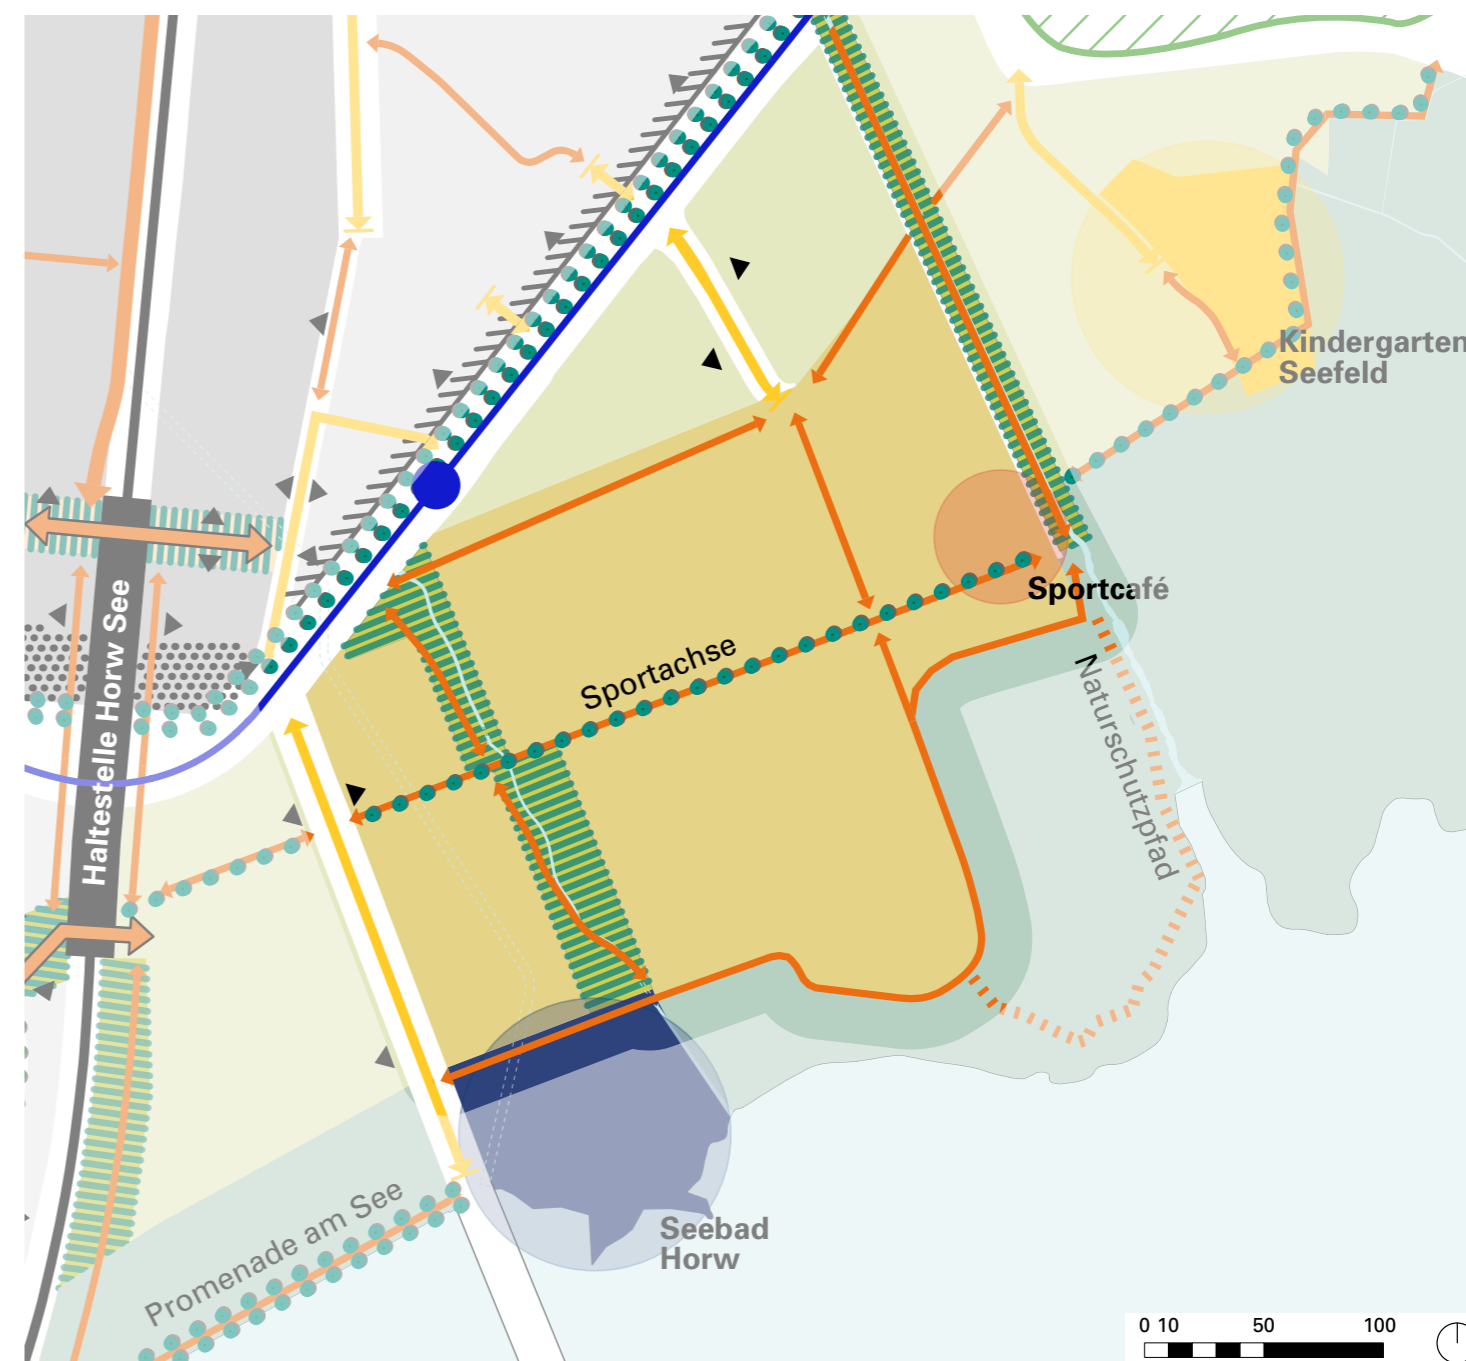 Kindergarten
Seefeld
Sportcafé
Haltestelle Horw See
Sportachse
Naturschutzpfad
Promenade am See
Seebad
Horw
0 10 50 100